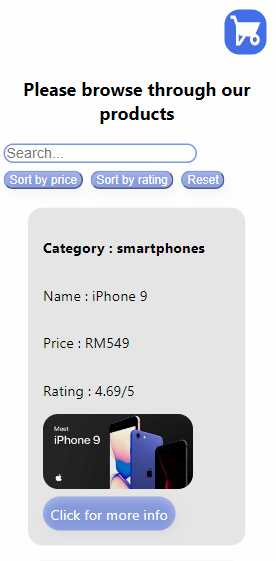 Please browse through our
products
Search...
Sort by price
Sort by rating
Reset
Category : smartphones
Name : iPhone 9
Price : RM549
Rating : 4.69/5
Meet
iPhone 9
Click for more info